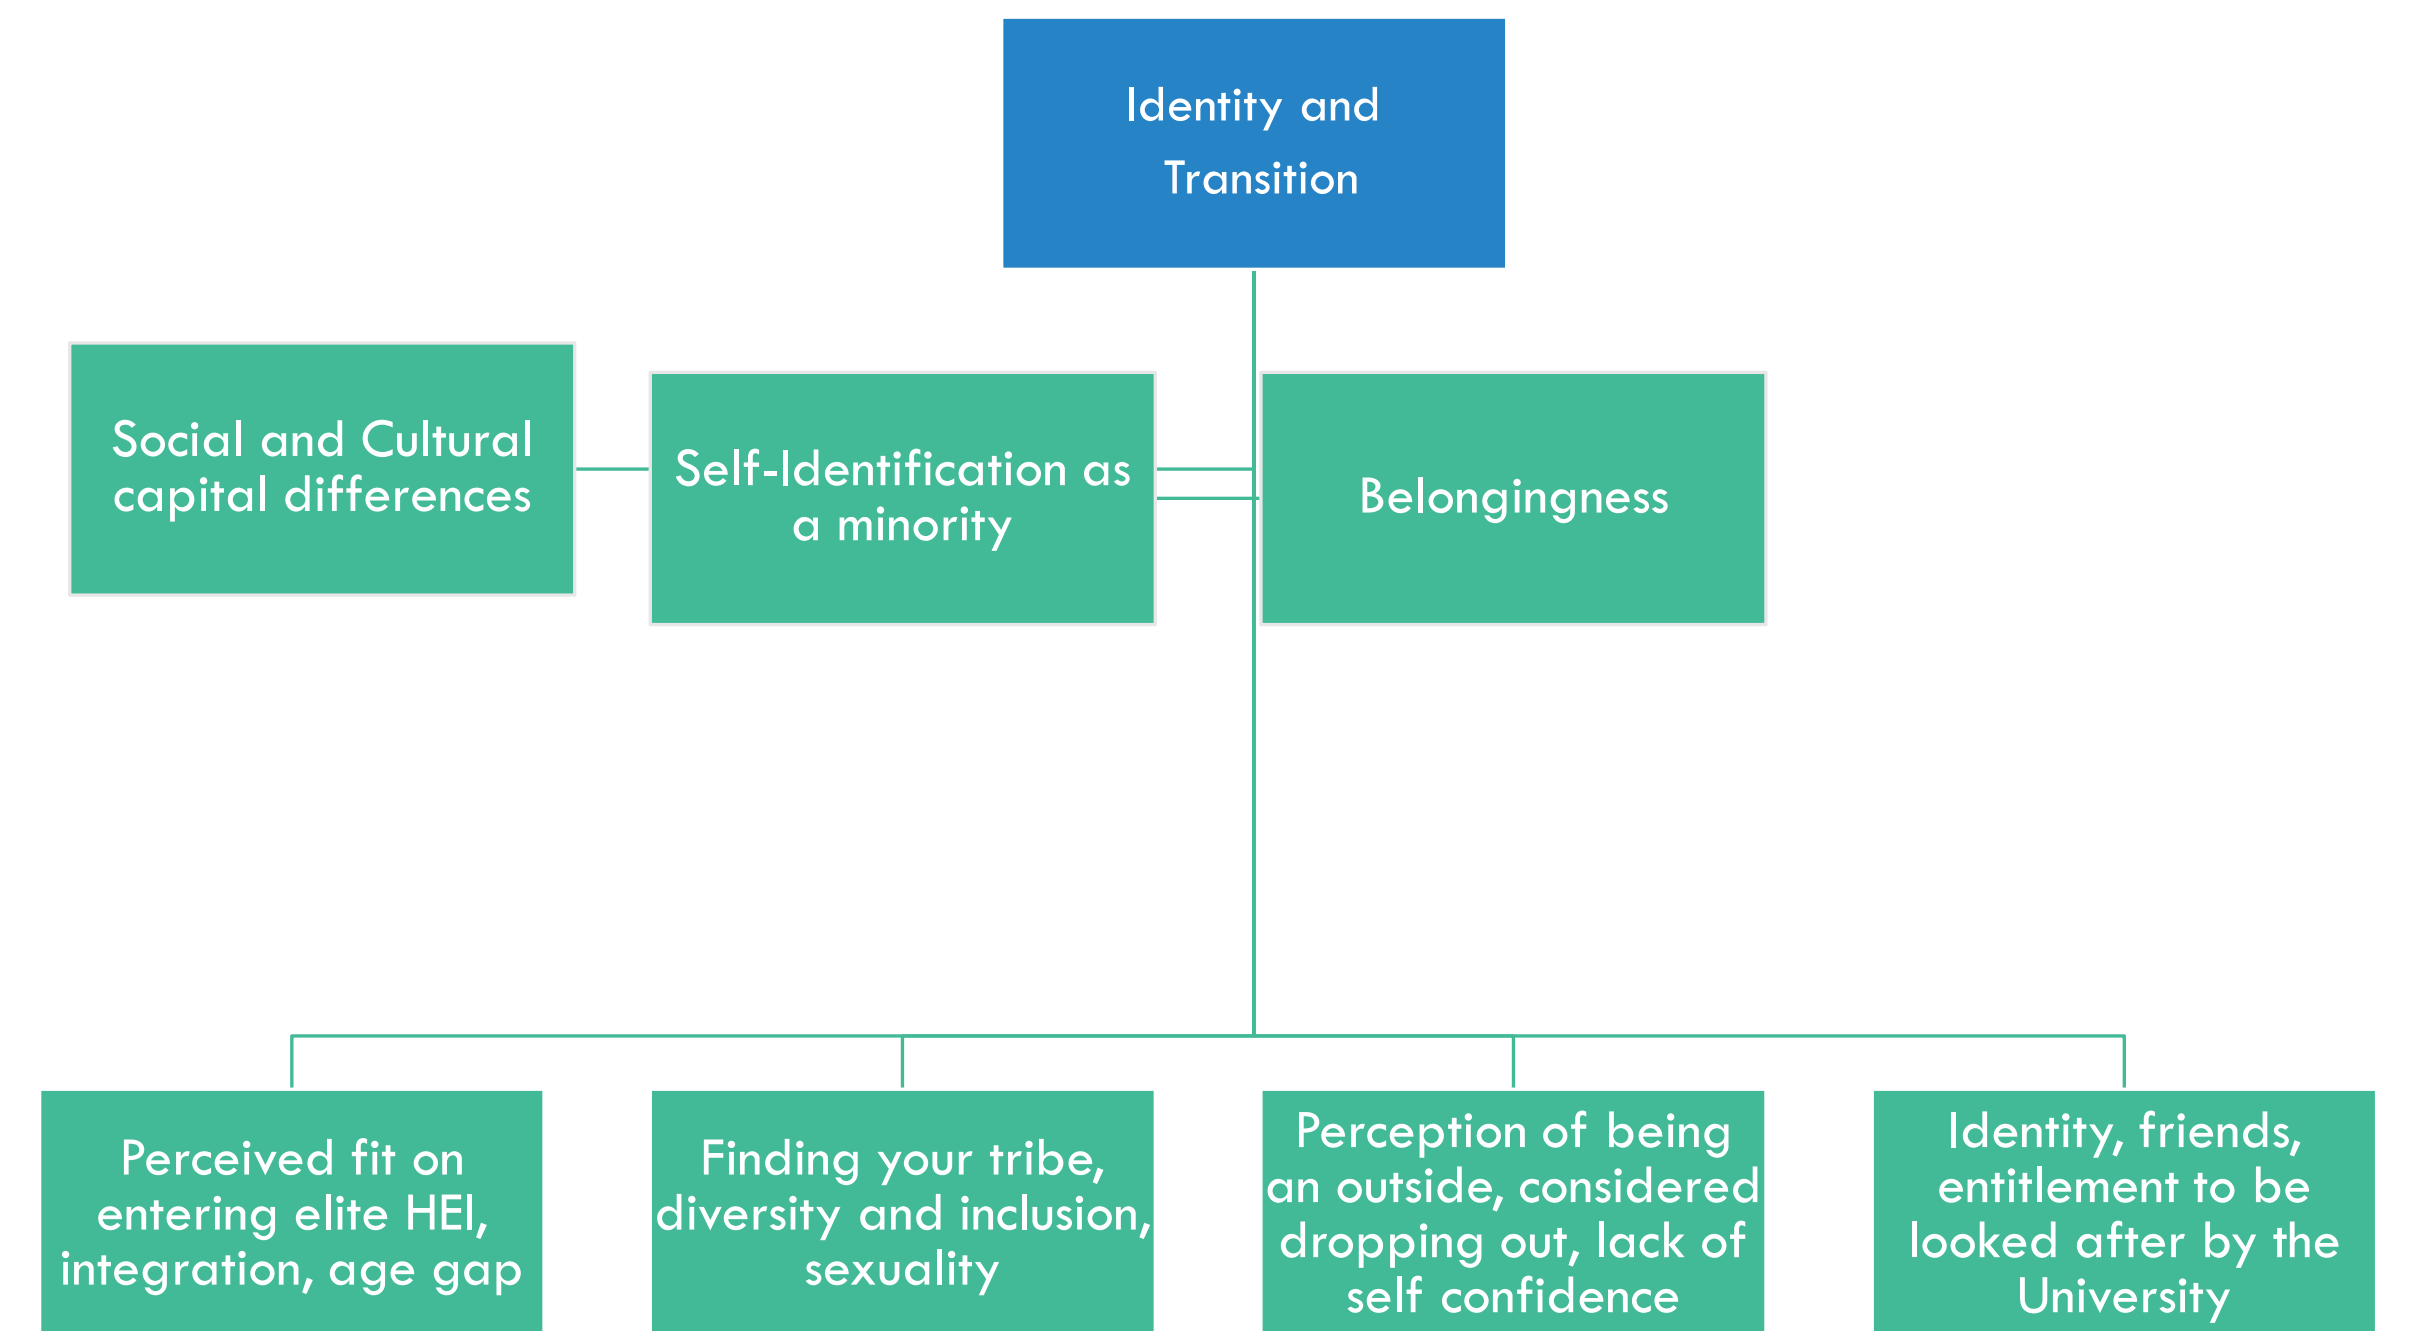 Identity and
Transition
Social and Cultural
capital differences
Self-Identification as
a minority
Belongingness
Perceived fit on
entering elite HEI,
integration, age gap
Finding your tribe,
diversity and inclusion,
sexuality
Perception of being
an outside, considered
dropping out, lack of
self confidence
Identity, friends,
entitlement to be
looked after by the
University